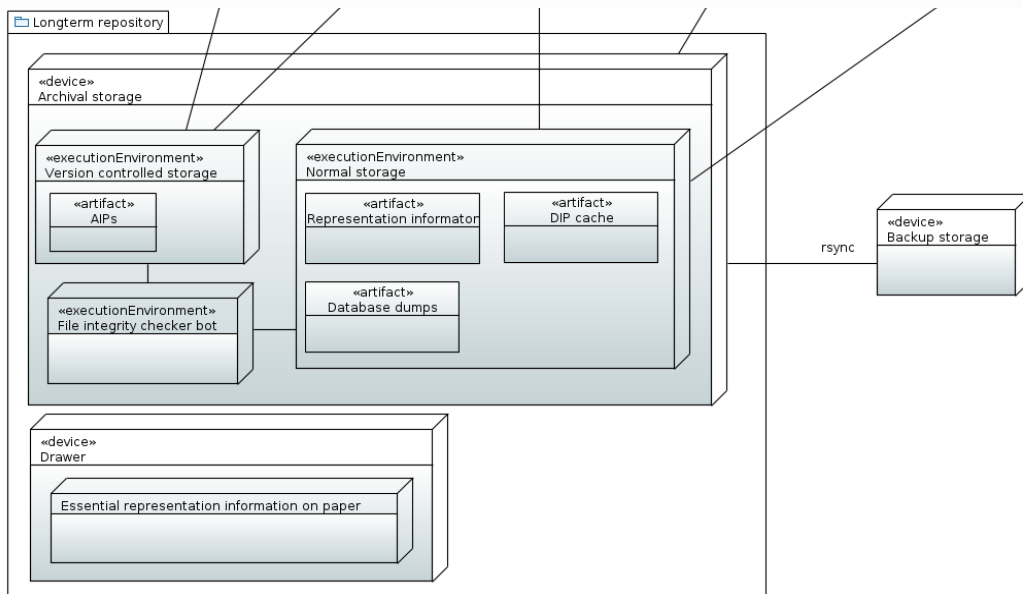 Longterm repository
«device»
Archival storage
«executionEnvironment»
Version controlled storage
«artifact»
AIPs
«executionEnvironment»
Normal storage
«artifact»
Representation informaton
«artifact»
DIP cache
«artifact»
Database dumps
«executionEnvironment»
File integrity checker bot
rsync
«device»
Backup storage
«device»
Drawer
Essential representation information on paper